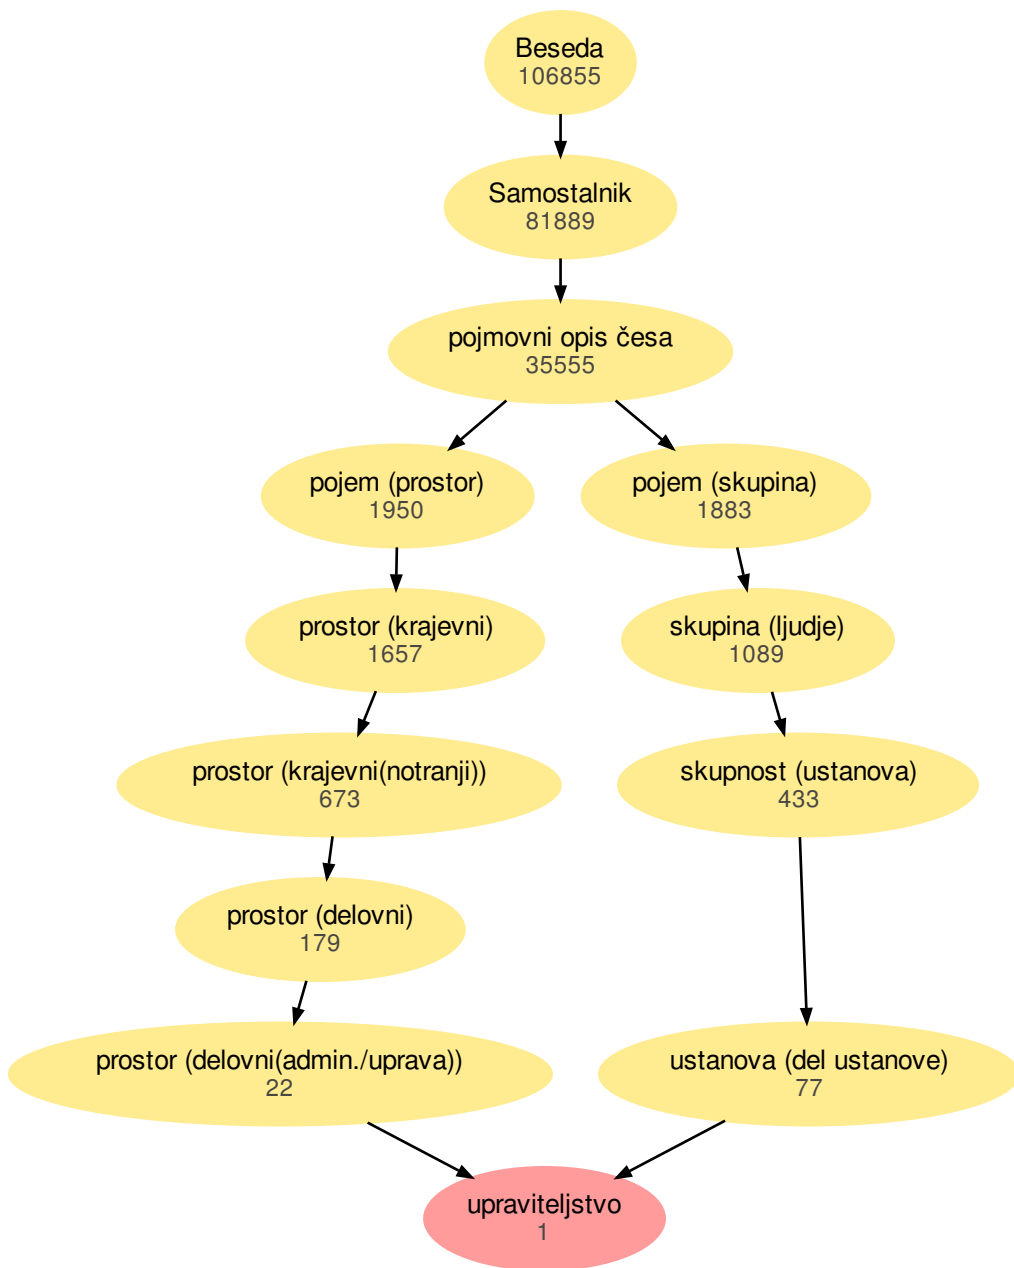 Beseda
106855
Samostalnik
81889
pojmovni opis česa
35555
pojem (prostor)
1950
pojem (skupina)
1883
prostor (krajevni)
1657
skupina (ljudje)
1089
prostor (krajevni(notranji))
673
skupnost (ustanova)
433
prostor (delovni)
179
prostor (delovni(admin./uprava))
22
ustanova (del ustanove)
77
upraviteljstvo
1